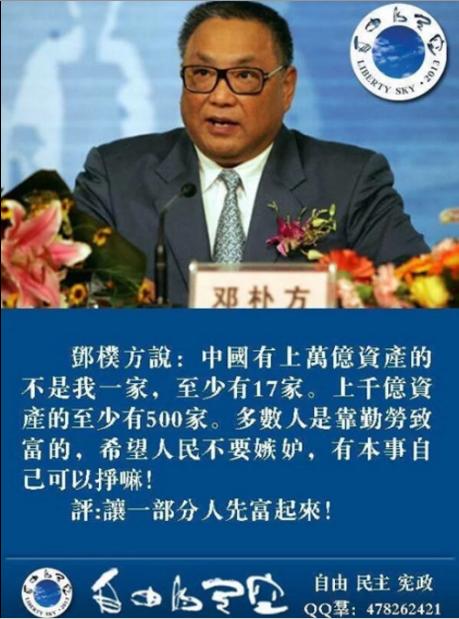 LIBERTY SKY · 2013
邓朴方
鄧樸方說：中國有上萬億資產的
不是我一家，至少有17家。上千億資
產的至少有500家。多數人是靠勤勞致
富的，希望人民不要嫉妒，有本事自
己可以掙嘛！
評:讓一部分人先富起來！
自由 民主 宪政
QQ羣：478262421